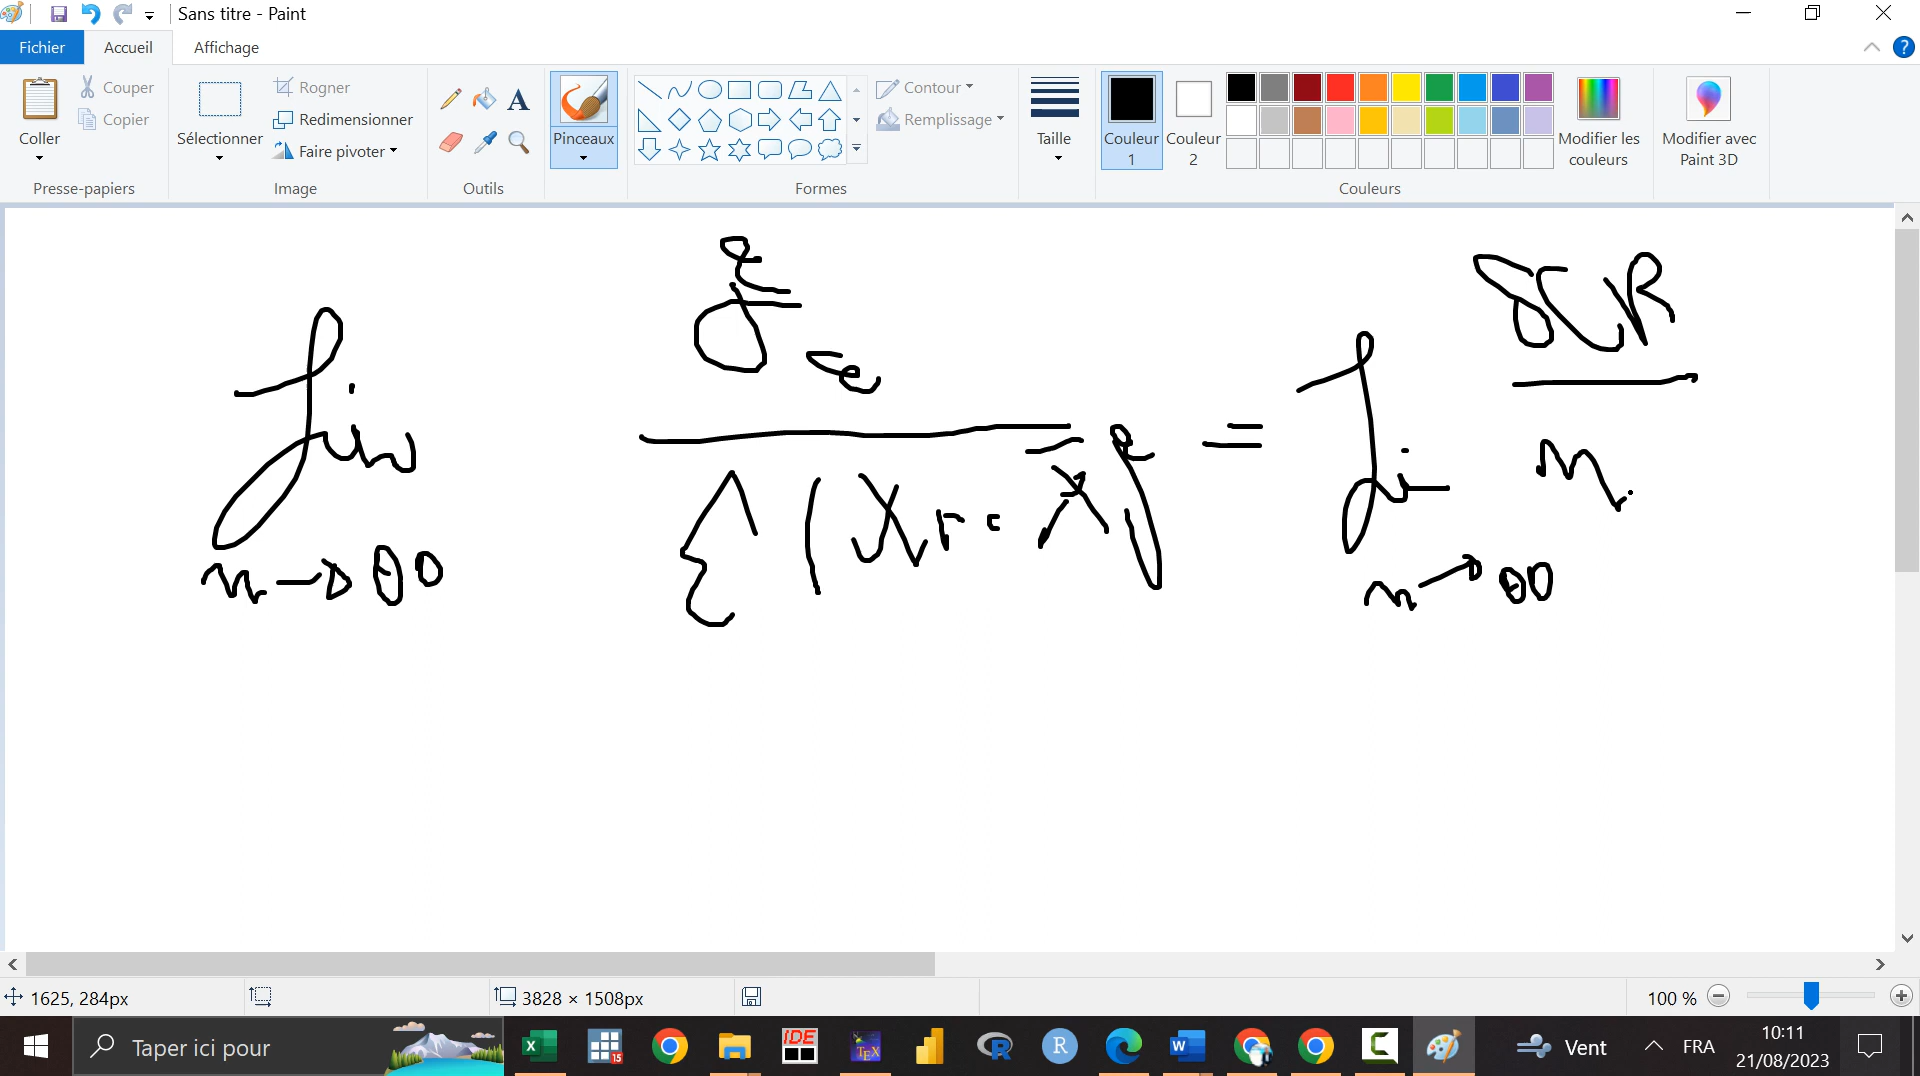 Sans titre - Paint
Fichier Accueil Affichage
Coller
Couper
Copier
Presse-papiers
Sélectionner
Rogner
Redimensionner
Faire pivoter
Image
Outils
Pinceaux
Contour
Remplissage
Formes
Taille
Couleur 1
Couleur 2
Modifier les couleurs
Modifier avec Paint 3D
Couleurs
lim
n → ∞
=
SCR
n
n → ∞
1625, 284px
3828 × 1508px
100 %
Taper ici pour
IDE
Vent
FRA
10:11
21/08/2023